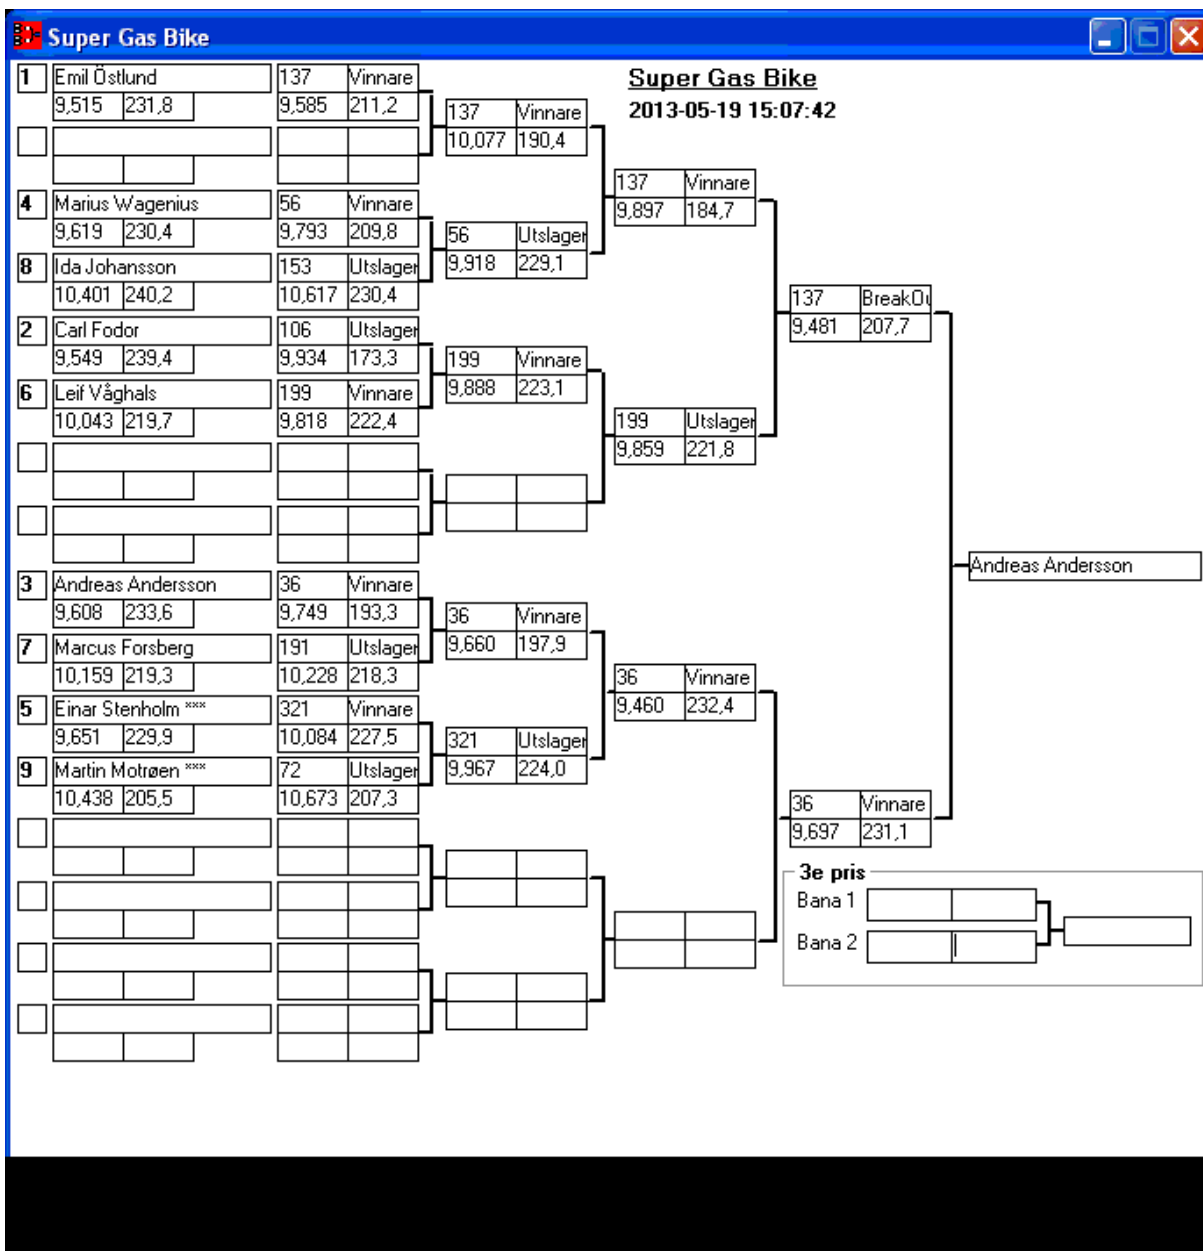 Super Gas Bike
Super Gas Bike
2013-05-19 15:07:42
1 Emil Östlund 137 Vinnare
9,515 231,8 9,585 211,2
4 Marius Wagenius 56 Vinnare
9,619 230,4 9,793 209,8
8 Ida Johansson 153 Utslager
10,401 240,2 10,617 230,4
2 Carl Fodor 106 Utslager
9,549 239,4 9,934 173,3
6 Leif Våghals 199 Vinnare
10,043 219,7 9,818 222,4
3 Andreas Andersson 36 Vinnare
9,608 233,6 9,749 193,3
7 Marcus Forsberg 191 Utslager
10,159 219,3 10,228 218,3
5 Einar Stenholm *** 321 Vinnare
9,651 229,9 10,084 227,5
9 Martin Motrøen *** 72 Utslager
10,438 205,5 10,673 207,3
137 Vinnare
10,077 190,4
56 Utslager
9,918 229,1
199 Vinnare
9,888 223,1
36 Vinnare
9,660 197,9
321 Utslager
9,967 224,0
137 Vinnare
9,897 184,7
199 Utslager
9,859 221,8
36 Vinnare
9,460 232,4
137 BreakOu
9,481 207,7
36 Vinnare
9,697 231,1
Andreas Andersson
3e pris
Bana 1
Bana 2